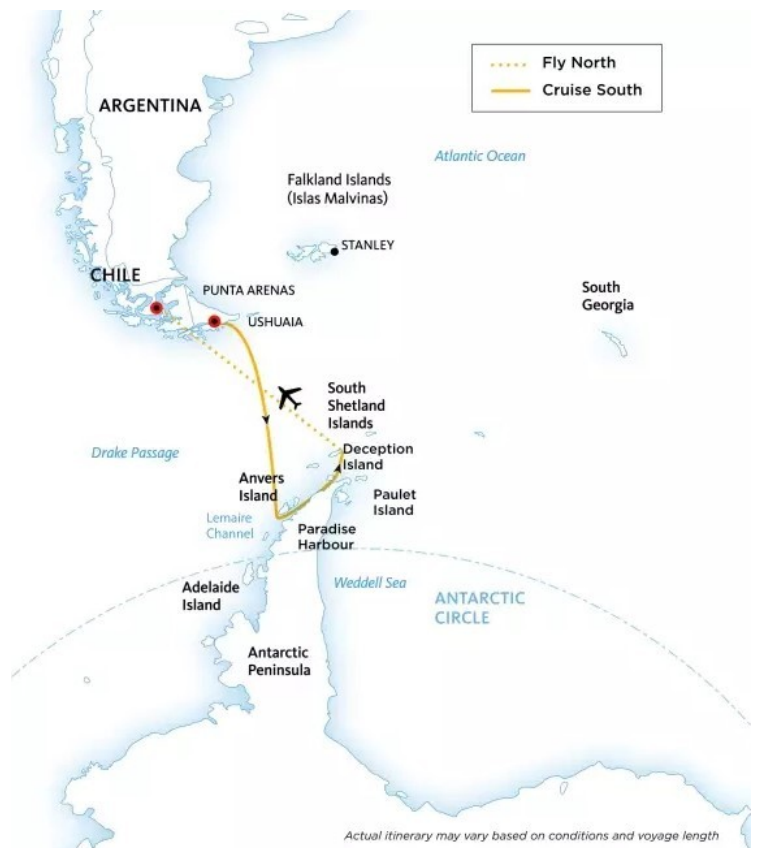 Fly North
Cruise South
ARGENTINA
Atlantic Ocean
Falkland Islands
(Islas Malvinas)
STANLEY
CHILE
PUNTA ARENAS
South
Georgia
USHUAIA
South
Shetland
Islands
Drake Passage
Deception
Island
Anvers
Island
Paulet
Island
Lemaire
Channel
Paradise
Harbour
Adelaide
Island
Weddell Sea
ANTARCTIC
CIRCLE
Antarctic
Peninsula
Actual itinerary may vary based on conditions and voyage length